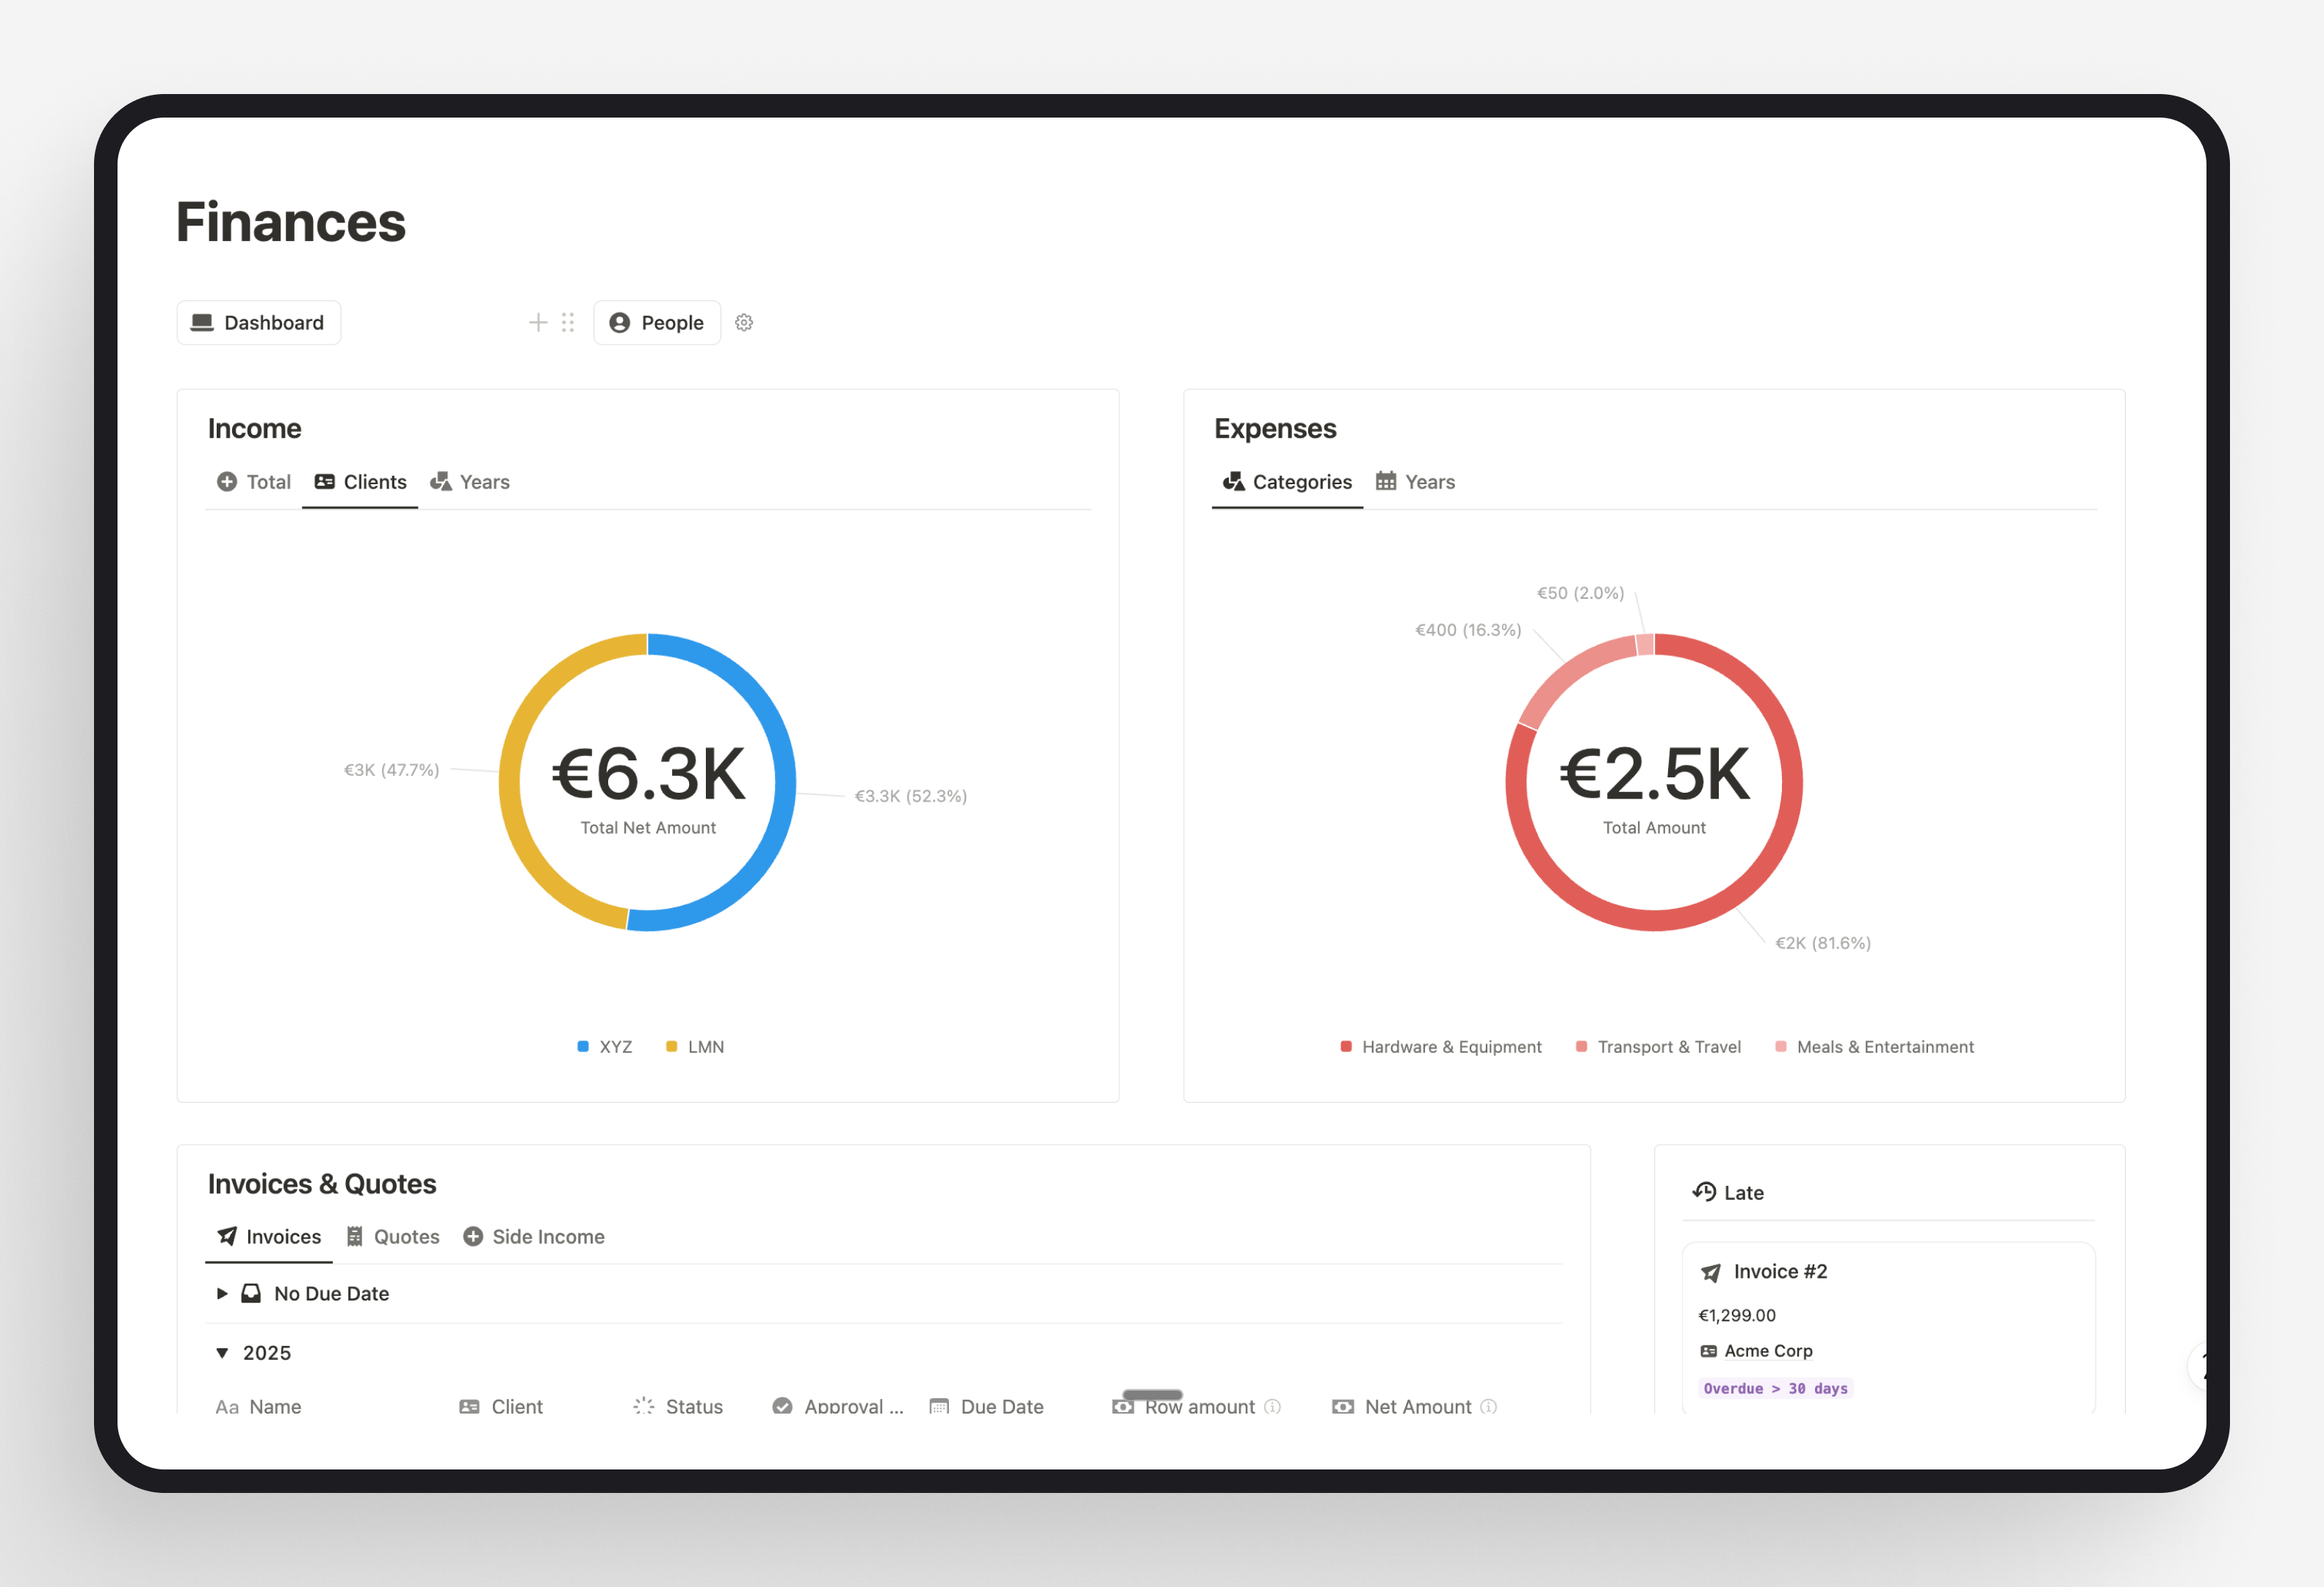 Finances
Dashboard
People
Income
Total Clients Years
€3K (47.7%)
€6.3K
Total Net Amount
€3.3K (52.3%)
XYZ LMN
Expenses
Categories Years
€50 (2.0%)
€400 (16.3%)
€2.5K
Total Amount
€2K (81.6%)
Hardware & Equipment Transport & Travel Meals & Entertainment
Invoices & Quotes
Invoices Quotes Side Income
No Due Date
2025
Aa Name Client Status Approval ... Due Date Row amount Net Amount
Late
Invoice #2
€1,299.00
Acme Corp
Overdue > 30 days